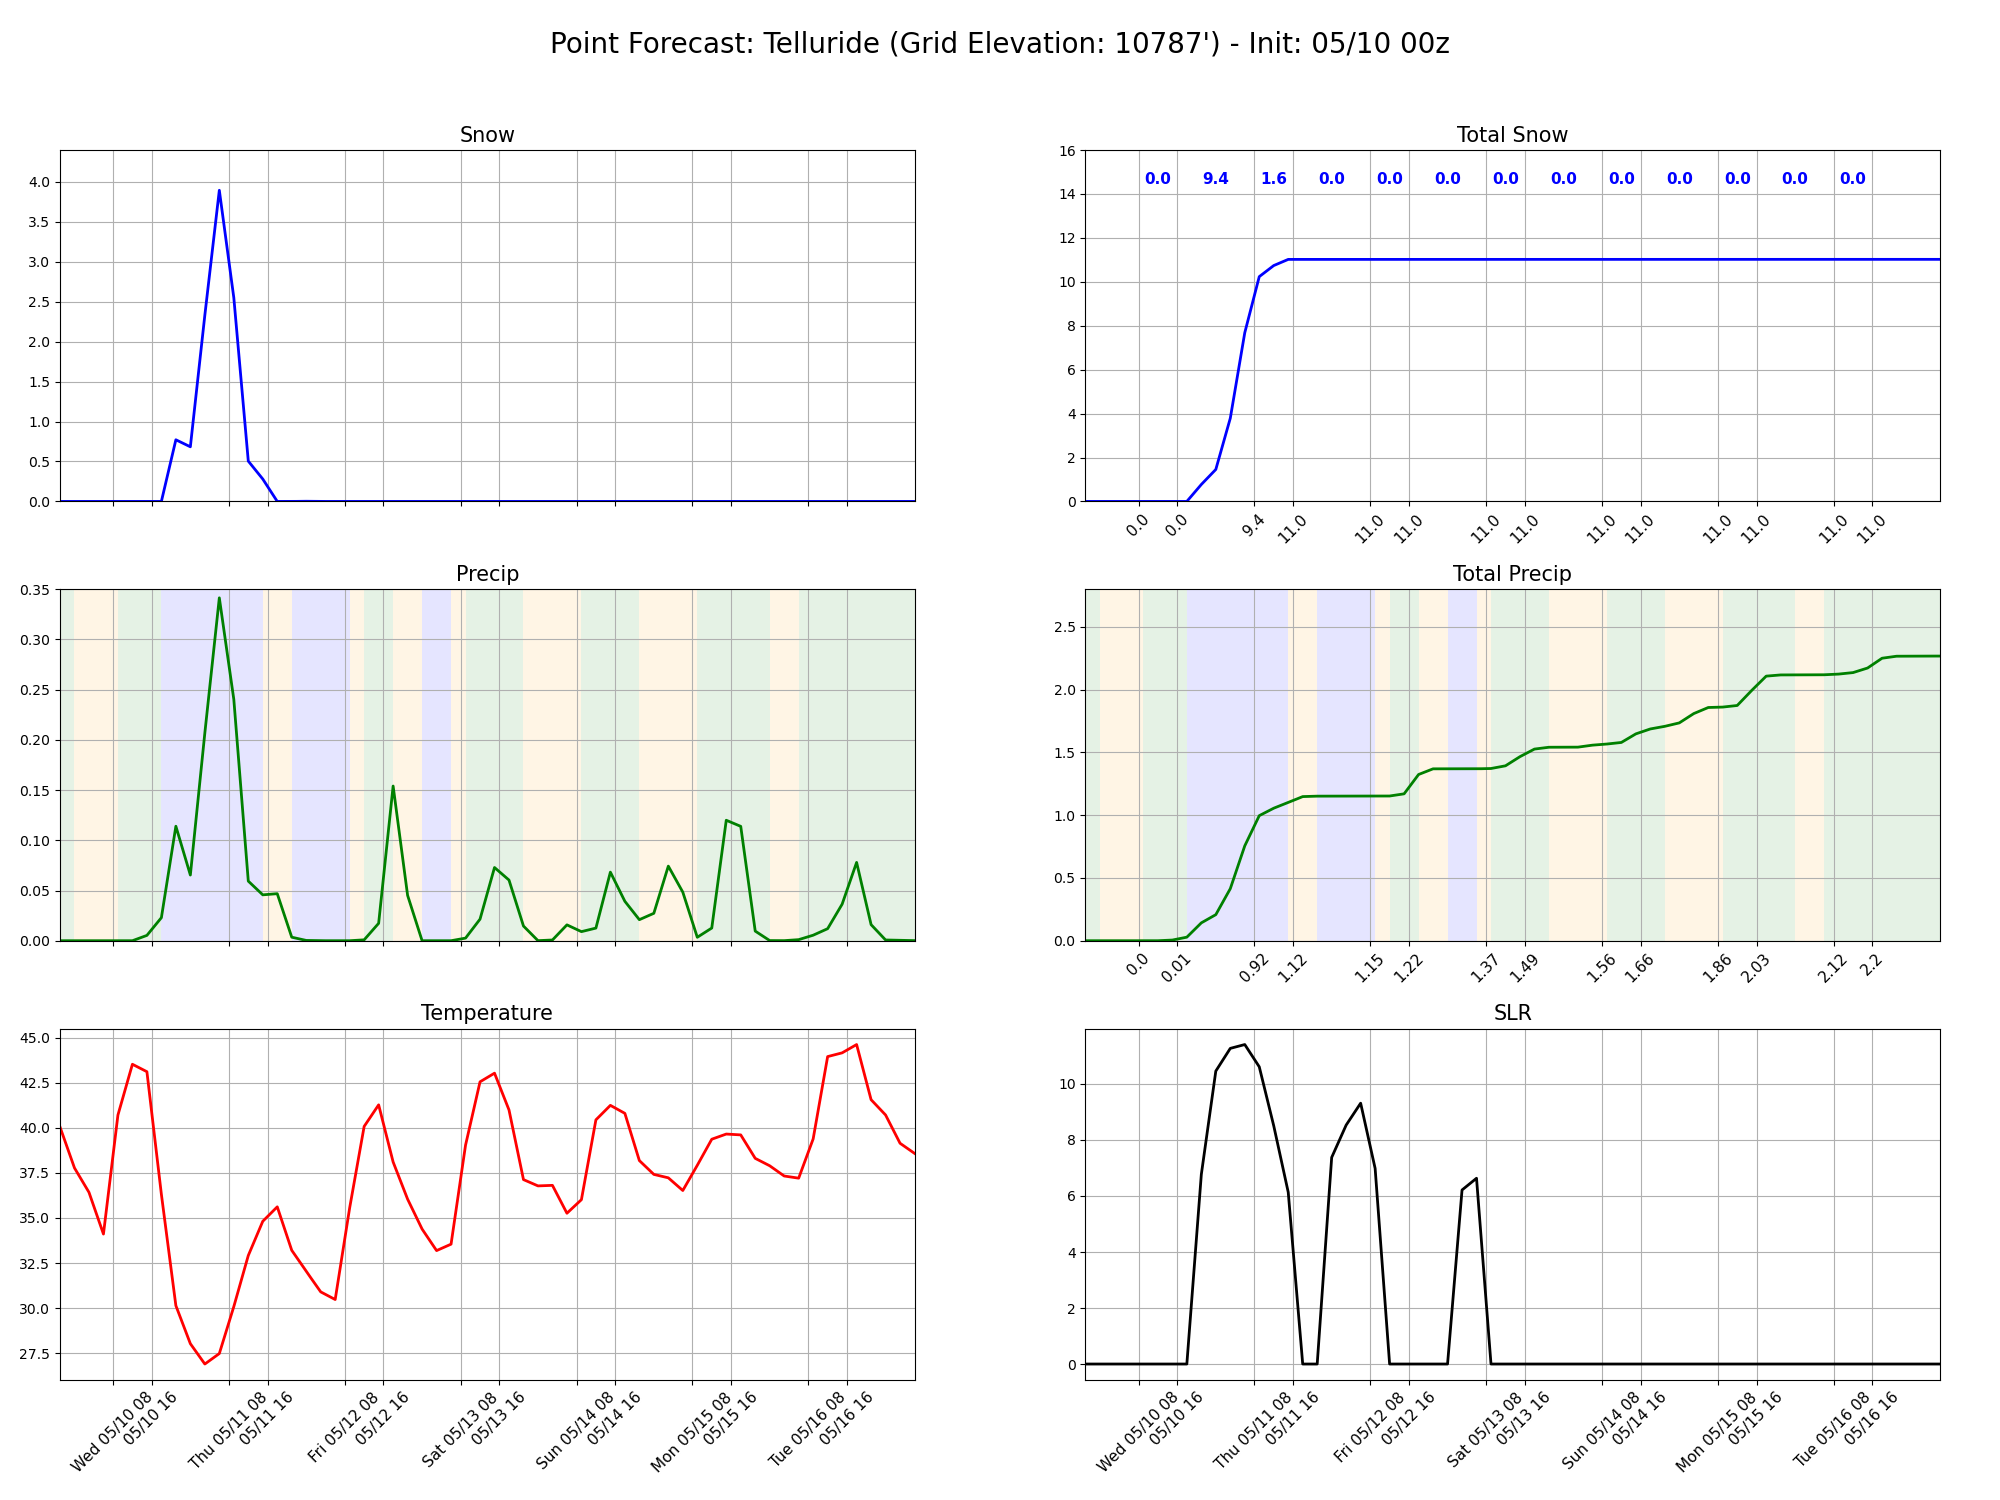 Point Forecast: Telluride (Grid Elevation: 10787') - Init: 05/10 00z
Snow
4.0
3.5
3.0
2.5
2.0
1.5
1.0
0.5
0.0
Total Snow
16
14
12
10
8
6
4
2
0
0.0 9.4 1.6 0.0 0.0 0.0 0.0 0.0 0.0 0.0 0.0 0.0 0.0
0.0 0.0 9.4 11.0 11.0 11.0 11.0 11.0 11.0 11.0 11.0 11.0 11.0 11.0
Precip
0.35
0.30
0.25
0.20
0.15
0.10
0.05
0.00
Total Precip
2.5
2.0
1.5
1.0
0.5
0.0
0.0 0.01 0.92 1.12 1.15 1.22 1.37 1.49 1.56 1.66 1.86 2.03 2.12 2.2
Temperature
45.0
42.5
40.0
37.5
35.0
32.5
30.0
27.5
Wed 05/10 08
05/10 16
Thu 05/11 08
05/11 16
Fri 05/12 08
05/12 16
Sat 05/13 08
05/13 16
Sun 05/14 08
05/14 16
Mon 05/15 08
05/15 16
Tue 05/16 08
05/16 16
SLR
10
8
6
4
2
0
Wed 05/10 08
05/10 16
Thu 05/11 08
05/11 16
Fri 05/12 08
05/12 16
Sat 05/13 08
05/13 16
Sun 05/14 08
05/14 16
Mon 05/15 08
05/15 16
Tue 05/16 08
05/16 16